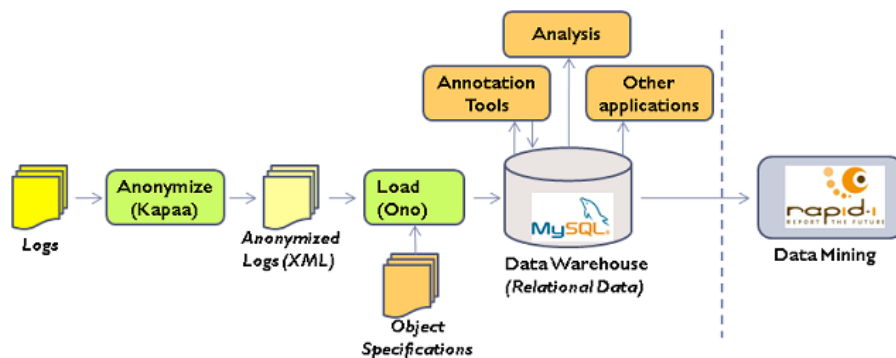 Analysis
Annotation
Tools
Other
applications
Anonymize
(Kapaa)
Load
(Ono)
MySQL
rapid-i
REPORT THE FUTURE
Logs
Anonymized
Logs (XML)
Data Warehouse
(Relational Data)
Data Mining
Object
Specifications